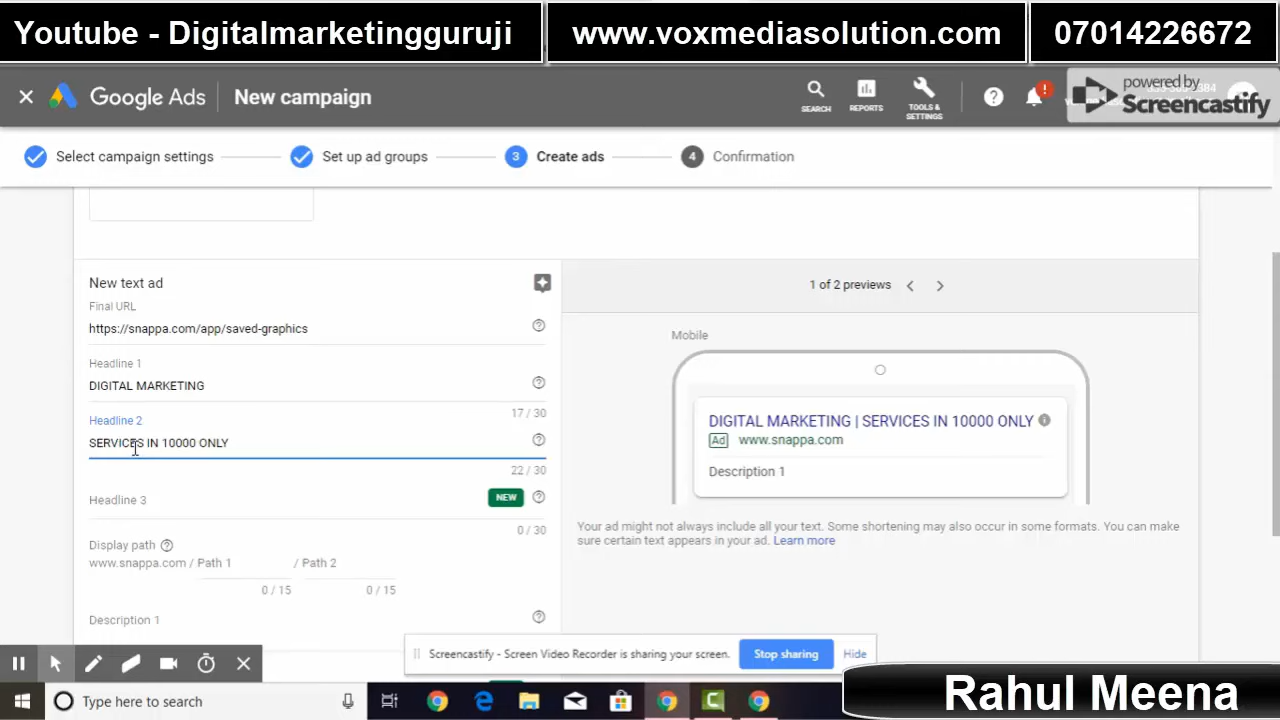 Youtube - Digitalmarketingguruji
www.voxmediasolution.com
07014226672
Google Ads
New campaign
SEARCH
REPORTS
TOOLS &
SETTINGS
powered by
Screencastify
Select campaign settings
Set up ad groups
3 Create ads
4 Confirmation
New text ad
Final URL
https://snappa.com/app/saved-graphics
Headline 1
DIGITAL MARKETING
17 / 30
Headline 2
SERVICES IN 10000 ONLY
22 / 30
Headline 3
NEW
0 / 30
Display path
www.snappa.com / Path 1 / Path 2
0 / 15 0 / 15
Description 1
1 of 2 previews
Mobile
DIGITAL MARKETING | SERVICES IN 10000 ONLY
Ad www.snappa.com
Description 1
Your ad might not always include all your text. Some shortening may also occur in some formats. You can make
sure certain text appears in your ad. Learn more
Screencastify - Screen Video Recorder is sharing your screen.
Stop sharing
Hide
Type here to search
Rahul Meena